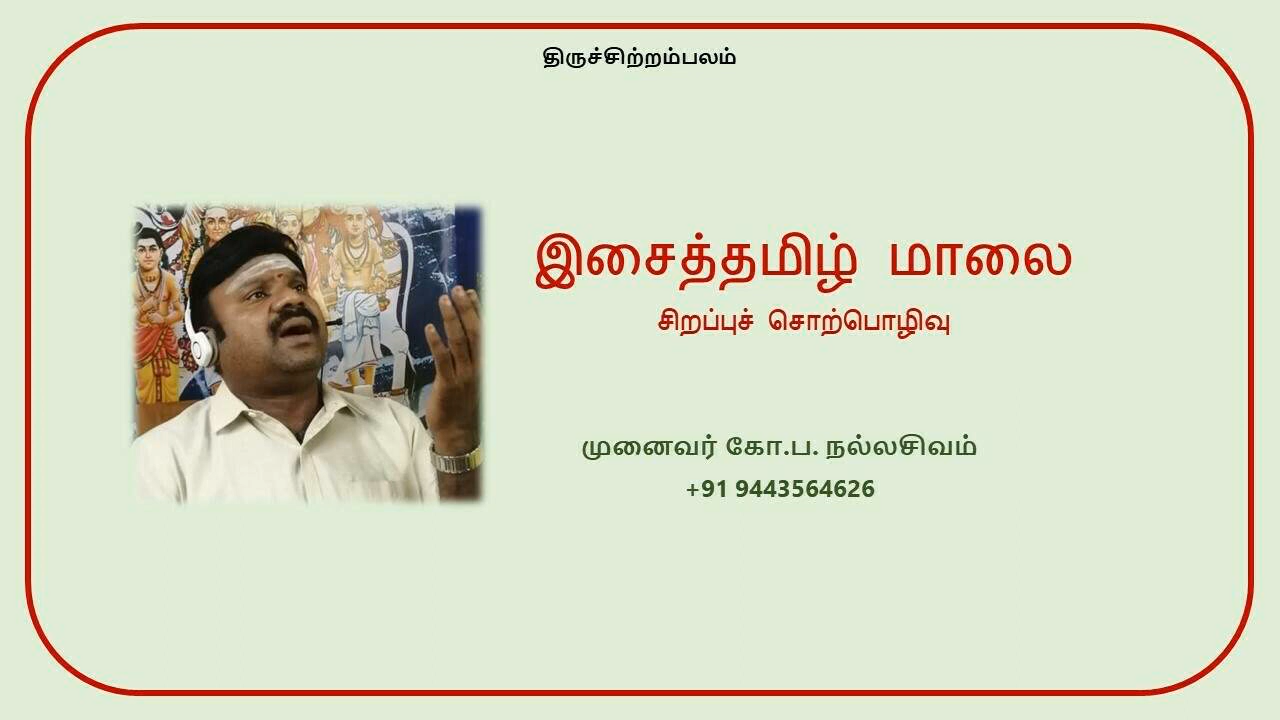 திருச்சிற்றம்பலம்
இசைத்தமிழ் மாலை
சிறப்புச் சொற்பொழிவு
முனைவர் கோ.ப. நல்லசிவம்
+91 9443564626